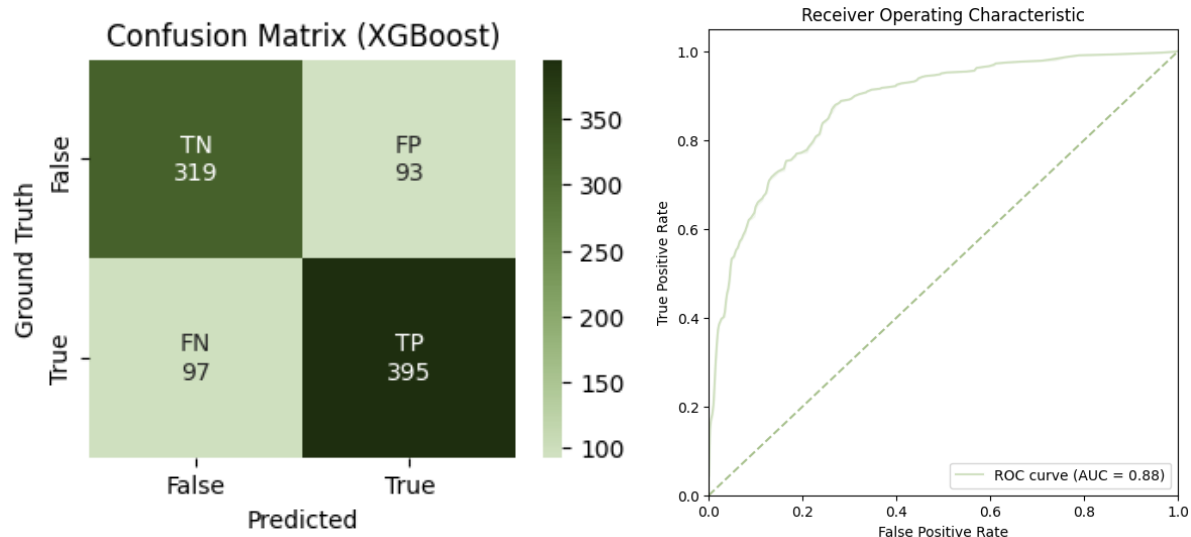 Confusion Matrix (XGBoost)
Ground Truth
False
True
TN
319
FP
93
FN
97
TP
395
False
True
Predicted
350
300
250
200
150
100
Receiver Operating Characteristic
True Positive Rate
1.0
0.8
0.6
0.4
0.2
0.0
ROC curve (AUC = 0.88)
0.0
0.2
0.4
0.6
0.8
1.0
False Positive Rate